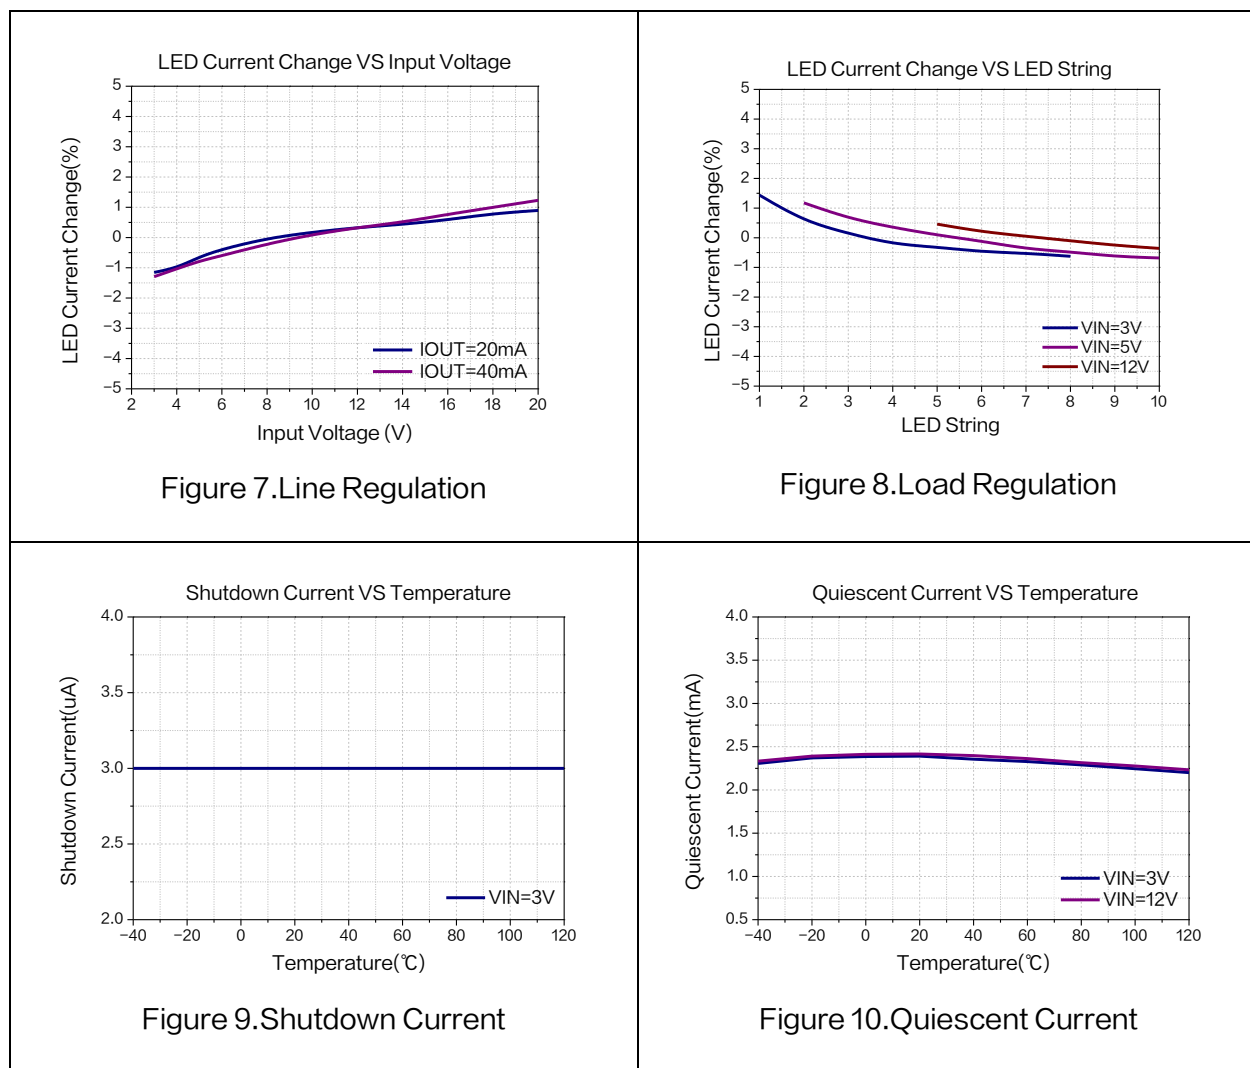 LED Current Change VS Input Voltage
5
4
3
2
1
0
−1
−2
−3
−4
−5
LED Current Change(%)
IOUT=20mA
IOUT=40mA
2 4 6 8 10 12 14 16 18 20
Input Voltage (V)
Figure 7.Line Regulation
LED Current Change VS LED String
5
4
3
2
1
0
−1
−2
−3
−4
−5
LED Current Change(%)
VIN=3V
VIN=5V
VIN=12V
1 2 3 4 5 6 7 8 9 10
LED String
Figure 8.Load Regulation
Shutdown Current VS Temperature
4.0
3.5
3.0
2.5
2.0
Shutdown Current(uA)
VIN=3V
−40 −20 0 20 40 60 80 100 120
Temperature(℃)
Figure 9.Shutdown Current
Quiescent Current VS Temperature
4.0
3.5
3.0
2.5
2.0
1.5
1.0
0.5
Quiescent Current(mA)
VIN=3V
VIN=12V
−40 −20 0 20 40 60 80 100 120
Temperature(℃)
Figure 10.Quiescent Current